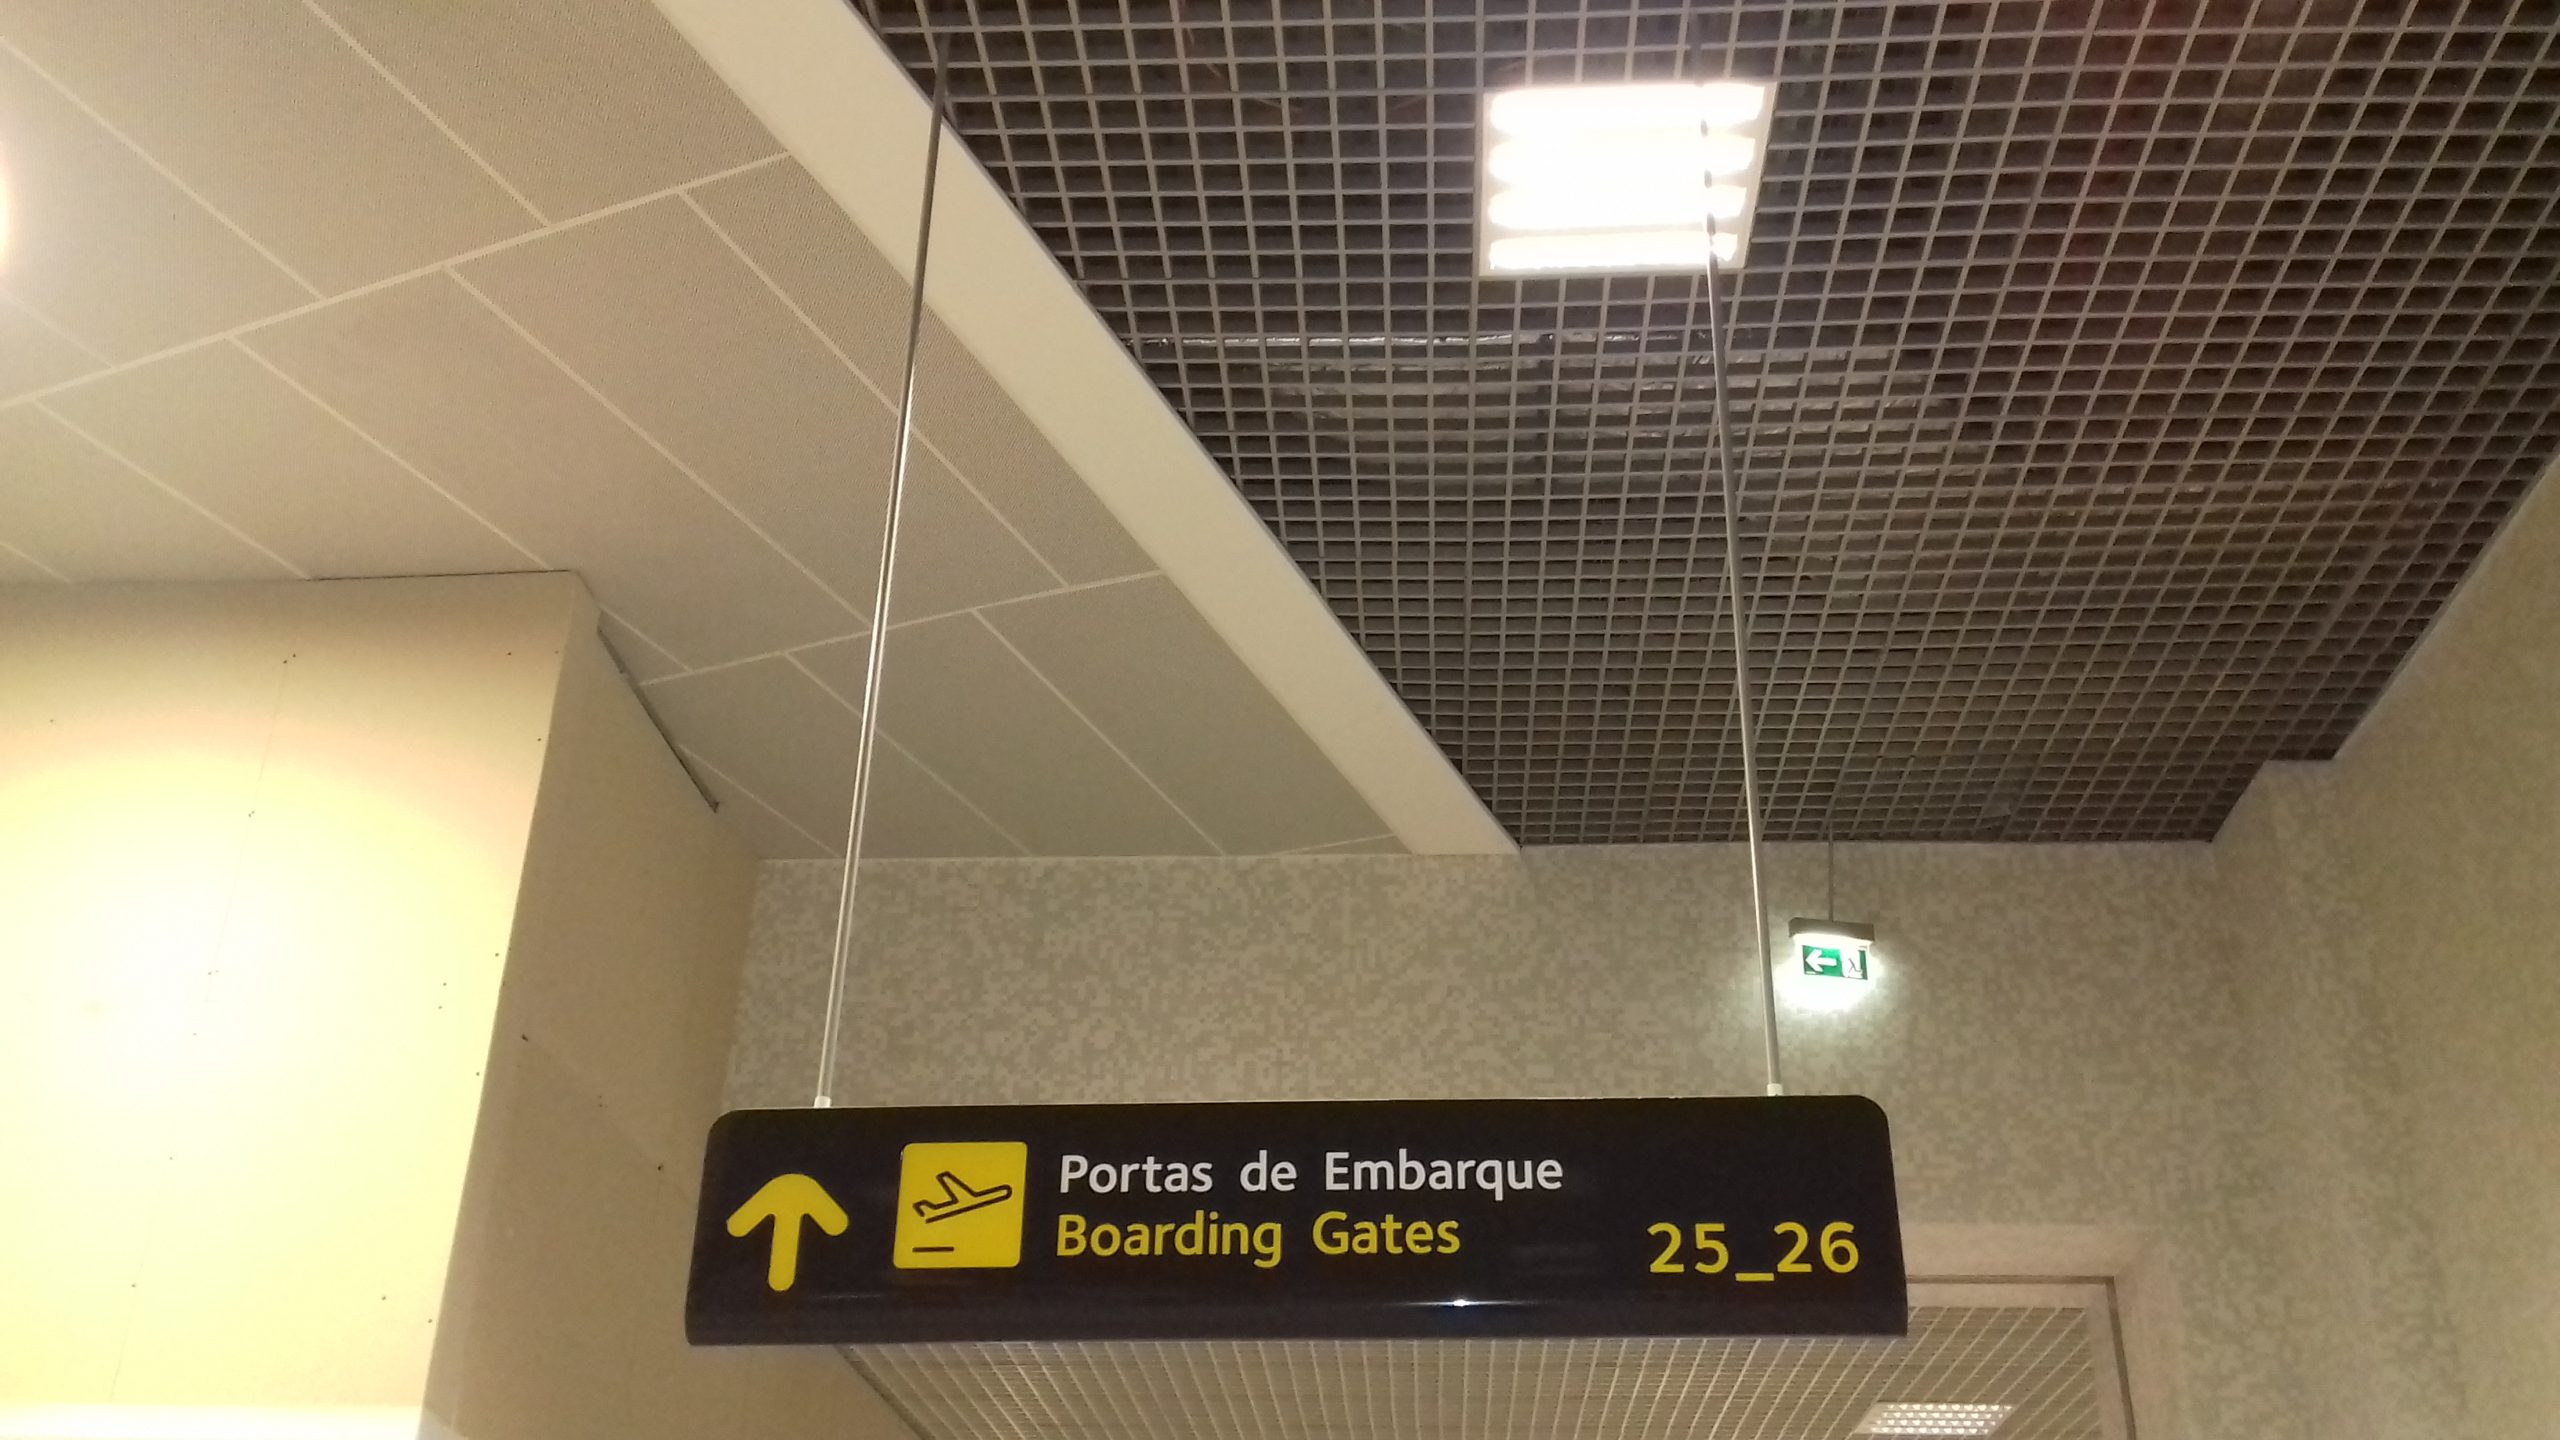 Portas de Embarque
Boarding Gates
25_26